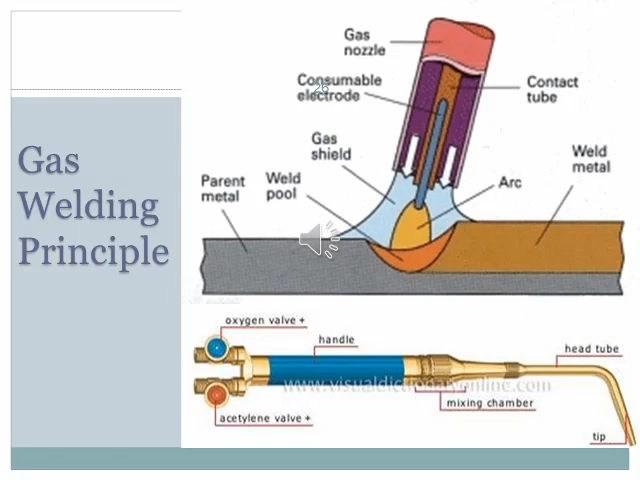 Gas
Welding
Principle
26
Gas
nozzle
Consumable
electrode
Contact
tube
Gas
shield
Weld
metal
Parent
metal
Weld
pool
Arc
oxygen valve +
handle
head tube
www.visualdictionaryonline.com
mixing chamber
acetylene valve +
tip